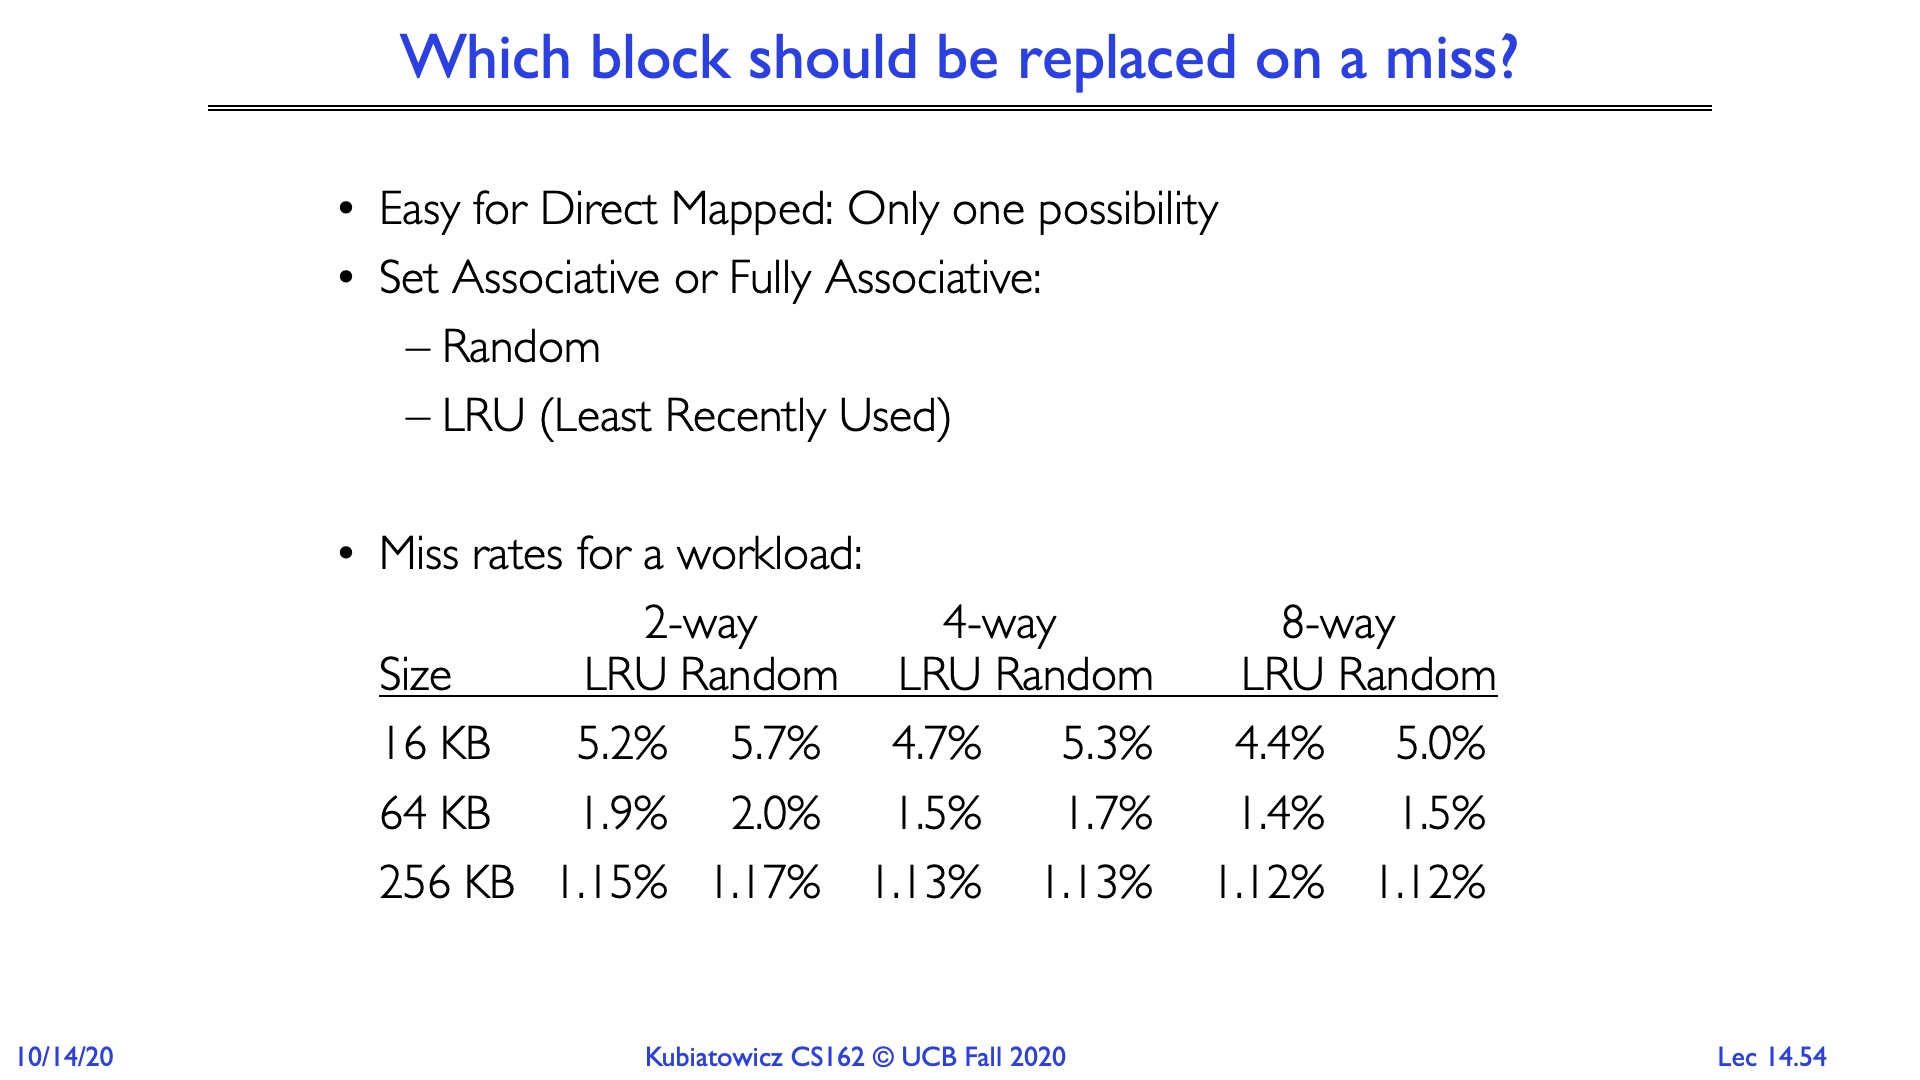 Which block should be replaced on a miss?
• Easy for Direct Mapped: Only one possibility
• Set Associative or Fully Associative:
– Random
– LRU (Least Recently Used)
• Miss rates for a workload:
2-way 4-way 8-way
Size LRU Random LRU Random LRU Random
16 KB 5.2% 5.7% 4.7% 5.3% 4.4% 5.0%
64 KB 1.9% 2.0% 1.5% 1.7% 1.4% 1.5%
256 KB 1.15% 1.17% 1.13% 1.13% 1.12% 1.12%
10/14/20 Kubiatowicz CS162 © UCB Fall 2020 Lec 14.54